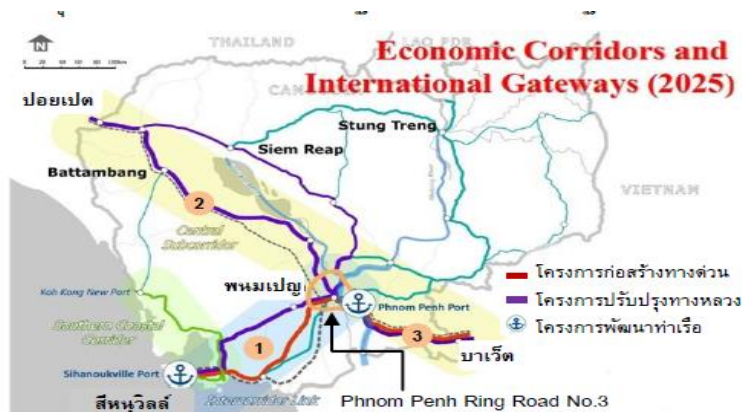 THAILAND
LAO PDR
Economic Corridors and
International Gateways (2025)
N
ปอยเปต
Stung Treng
Siem Reap
Battambang
VIETNAM
2
Central
Subcorridor
โครงการก่อสร้างทางด่วน
พนมเปญ
Koh Kong New Port
Phnom Penh Port
โครงการปรับปรุงทางหลวง
โครงการพัฒนาท่าเรือ
Southern Coastal
Corridor
1
3
บาเว็ต
Sihanoukville Port
สีหนุวิลล์
Intercorridor Link
Phnom Penh Ring Road No.3